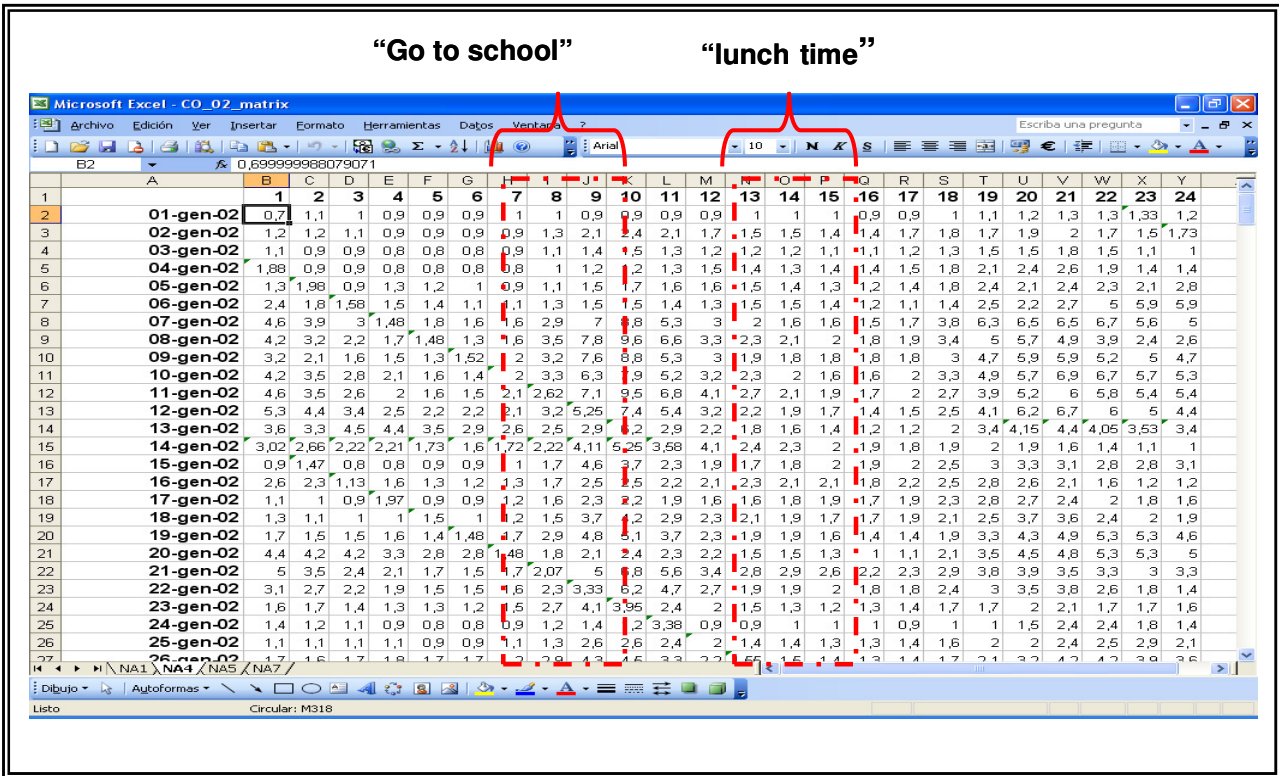 “Go to school” “lunch time”
Microsoft Excel - CO_02_matrix
Archivo Edición Ver Insertar Formato Herramientas Datos Ventana ? Escriba una pregunta
Arial 10 N K S
B2 fx 0,699999988079071
A B C D E F G H I J K L M N O P Q R S T U V W X Y
1 1 2 3 4 5 6 7 8 9 10 11 12 13 14 15 16 17 18 19 20 21 22 23 24
2 01-gen-02 0,7 1,1 1 0,9 0,9 0,9 1 1 0,9 0,9 0,9 0,9 1 1 1 0,9 0,9 1 1,1 1,2 1,3 1,3 1,33 1,2
3 02-gen-02 1,2 1,2 1,1 0,9 0,9 0,9 0,9 1,3 2,1 2,4 2,1 1,7 1,5 1,5 1,4 1,4 1,7 1,8 1,7 1,9 2 1,7 1,5 1,73
4 03-gen-02 1,1 0,9 0,9 0,8 0,8 0,8 0,9 1,1 1,4 1,5 1,3 1,2 1,2 1,2 1,1 1,1 1,2 1,3 1,5 1,5 1,8 1,5 1,1 1
5 04-gen-02 1,88 0,9 0,9 0,8 0,8 0,8 0,8 1 1,2 1,2 1,3 1,5 1,4 1,3 1,4 1,4 1,5 1,8 2,1 2,4 2,6 1,9 1,4 1,4
6 05-gen-02 1,3 1,98 0,9 1,3 1,2 1 0,9 1,1 1,5 1,7 1,6 1,6 1,5 1,4 1,3 1,2 1,4 1,8 2,4 2,1 2,4 2,3 2,1 2,8
7 06-gen-02 2,4 1,8 1,58 1,5 1,4 1,1 1,1 1,3 1,5 1,5 1,4 1,3 1,5 1,5 1,4 1,2 1,1 1,4 2,5 2,2 2,7 5 5,9 5,9
8 07-gen-02 4,6 3,9 3 1,48 1,8 1,6 1,6 2,9 7 8,8 5,3 3 2 1,6 1,6 1,5 1,7 3,8 6,3 6,5 6,5 6,7 5,6 5
9 08-gen-02 4,2 3,2 2,2 1,7 1,48 1,3 1,6 3,5 7,8 9,6 6,6 3,3 2,3 2,1 2 1,8 1,9 3,4 5 5,7 4,9 3,9 2,4 2,6
10 09-gen-02 3,2 2,1 1,6 1,5 1,3 1,52 2 3,2 7,6 8,8 5,3 3 1,9 1,8 1,8 1,8 1,8 3 4,7 5,9 5,9 5,2 5 4,7
11 10-gen-02 4,2 3,5 2,8 2,1 1,6 1,4 2 3,3 6,3 7,9 5,2 3,2 2,3 2 1,6 1,6 2 3,3 4,9 5,7 6,9 6,7 5,7 5,3
12 11-gen-02 4,6 3,5 2,6 2 1,6 1,5 2,1 2,62 7,1 9,5 6,8 4,1 2,7 2,1 1,9 1,7 2 2,7 3,9 5,2 6 5,8 5,4 5,4
13 12-gen-02 5,3 4,4 3,4 2,5 2,2 2,2 2,1 3,2 5,25 7,4 5,4 3,2 2,2 1,9 1,7 1,4 1,5 2,5 4,1 6,2 6,7 6 5 4,4
14 13-gen-02 3,6 3,3 4,5 4,4 3,5 2,9 2,6 2,5 2,9 6,2 2,9 2,2 1,8 1,6 1,4 1,2 1,2 2 3,4 4,15 4,4 4,05 3,53 3,4
15 14-gen-02 3,02 2,66 2,22 2,21 1,73 1,6 1,72 2,22 4,11 5,25 3,58 4,1 2,4 2,3 2 1,9 1,8 1,9 2 1,9 1,6 1,4 1,1 1
16 15-gen-02 0,9 1,47 0,8 0,8 0,9 0,9 1 1,7 4,6 3,7 2,3 1,9 1,7 1,8 2 1,9 2 2,5 3 3,3 3,1 2,8 2,8 3,1
17 16-gen-02 2,6 2,3 1,13 1,6 1,3 1,2 1,3 1,7 2,5 2,5 2,2 2,1 2,3 2,1 2,1 1,8 2,2 2,5 2,8 2,6 2,1 1,6 1,2 1,2
18 17-gen-02 1,1 1 0,9 1,97 0,9 0,9 1,2 1,6 2,3 2,2 1,9 1,6 1,6 1,8 1,9 1,7 1,9 2,3 2,8 2,7 2,4 2 1,8 1,6
19 18-gen-02 1,3 1,1 1 1 1,5 1 1,2 1,5 3,7 4,2 2,9 2,3 2,1 1,9 1,7 1,7 1,9 2,1 2,5 3,7 3,6 2,4 2 1,9
20 19-gen-02 1,7 1,5 1,5 1,6 1,4 1,48 1,7 2,9 4,8 5,1 3,7 2,3 1,9 1,9 1,6 1,4 1,4 1,9 3,3 4,3 4,9 5,3 5,3 4,6
21 20-gen-02 4,4 4,2 4,2 3,3 2,8 2,8 1,48 1,8 2,1 2,4 2,3 2,2 1,5 1,5 1,3 1 1,1 2,1 3,5 4,5 4,8 5,3 5,3 5
22 21-gen-02 5 3,5 2,4 2,1 1,7 1,5 1,7 2,07 5 6,8 5,6 3,4 2,8 2,9 2,6 2,2 2,3 2,9 3,8 3,9 3,5 3,3 3 3,3
23 22-gen-02 3,1 2,7 2,2 1,9 1,5 1,5 1,6 2,3 3,33 6,2 4,7 2,7 1,9 1,9 2 1,8 1,8 2,4 3 3,5 3,8 2,6 1,8 1,4
24 23-gen-02 1,6 1,7 1,4 1,3 1,3 1,2 1,5 2,7 4,1 3,95 2,4 2 1,5 1,3 1,2 1,3 1,4 1,7 1,7 2 2,1 1,7 1,7 1,6
25 24-gen-02 1,4 1,2 1,1 0,9 0,8 0,8 0,9 1,2 1,4 1,2 3,38 0,9 0,9 1 1 1 0,9 1 1 1,5 2,4 2,4 1,8 1,4
26 25-gen-02 1,1 1,1 1,1 1,1 0,9 0,9 1,1 1,3 2,6 2,6 2,4 2 1,4 1,4 1,3 1,3 1,4 1,6 2 2 2,4 2,5 2,9 2,1
27 26-gen-02 1,7 1,6 1,7 1,8 1,7 1,7 2 2,9 4,3 4,6 3,3 2,2 1,5 1,4 1,3 1,4 1,7 2,1 3,2 4,2 4,2 3,9 3,6
NA1 NA4 NA5 NA7
Dibujo Autoformas
Listo Circular: M318